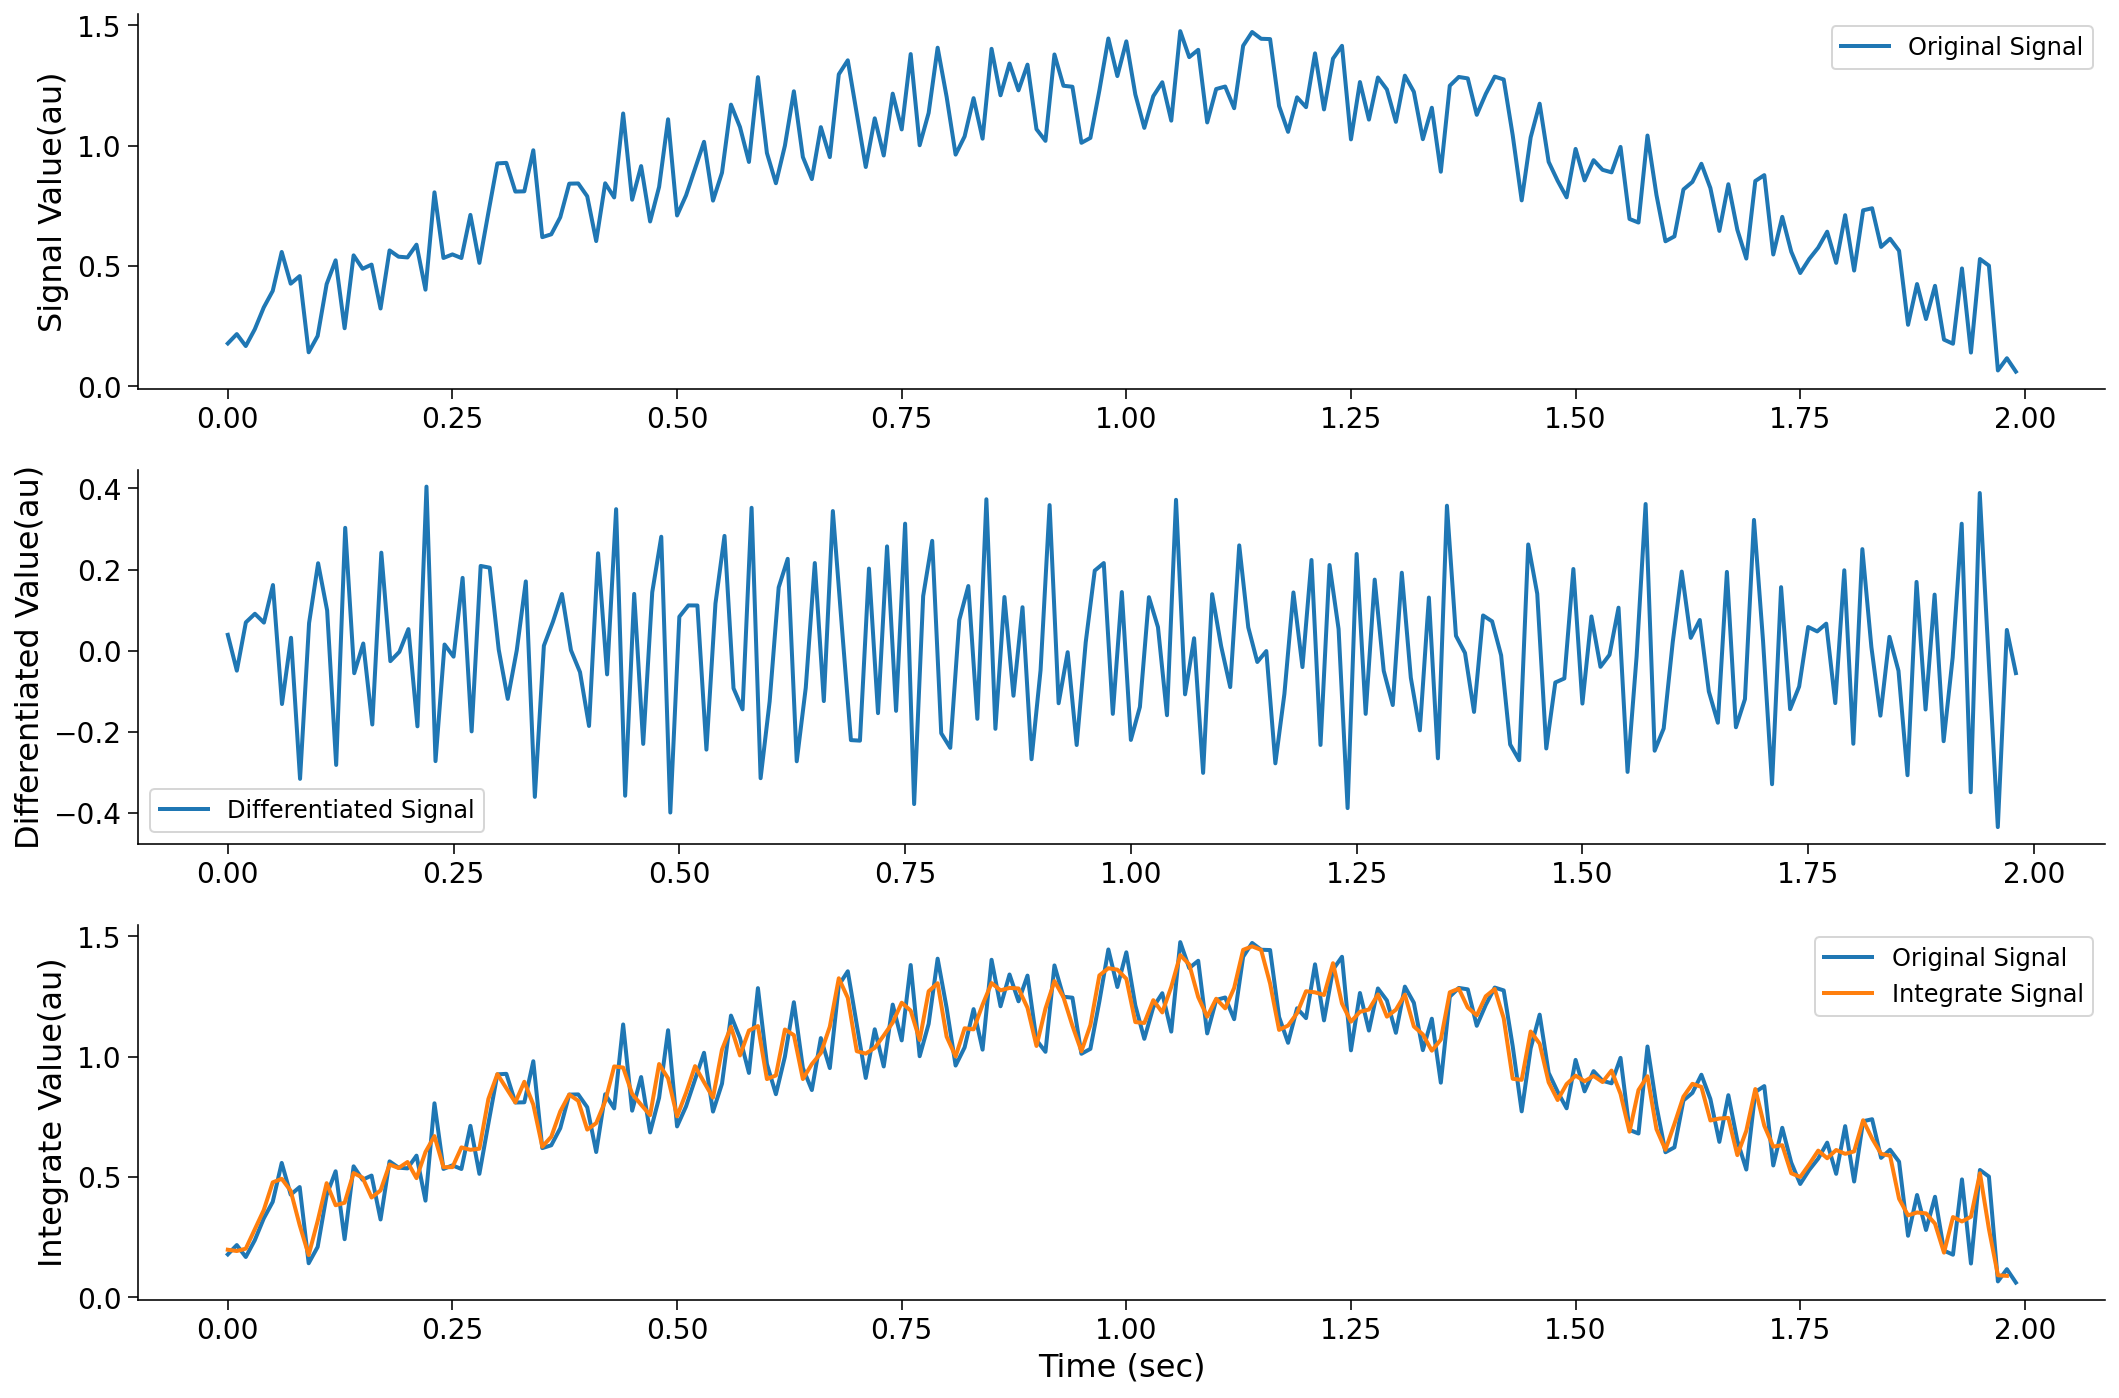 Signal Value(au)
1.5
1.0
0.5
0.0
Original Signal
0.00 0.25 0.50 0.75 1.00 1.25 1.50 1.75 2.00
Differentiated Value(au)
0.4
0.2
0.0
−0.2
−0.4
Differentiated Signal
0.00 0.25 0.50 0.75 1.00 1.25 1.50 1.75 2.00
Integrate Value(au)
1.5
1.0
0.5
0.0
Original Signal
Integrate Signal
0.00 0.25 0.50 0.75 1.00 1.25 1.50 1.75 2.00
Time (sec)